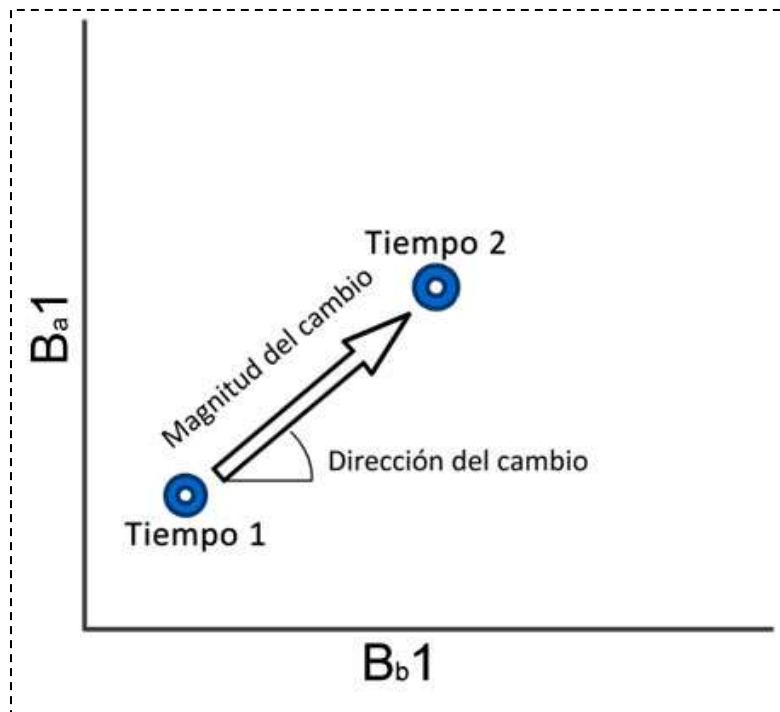 Tiempo 2
Magnitud del cambio
Ba1
Dirección del cambio
Tiempo 1
Bb1